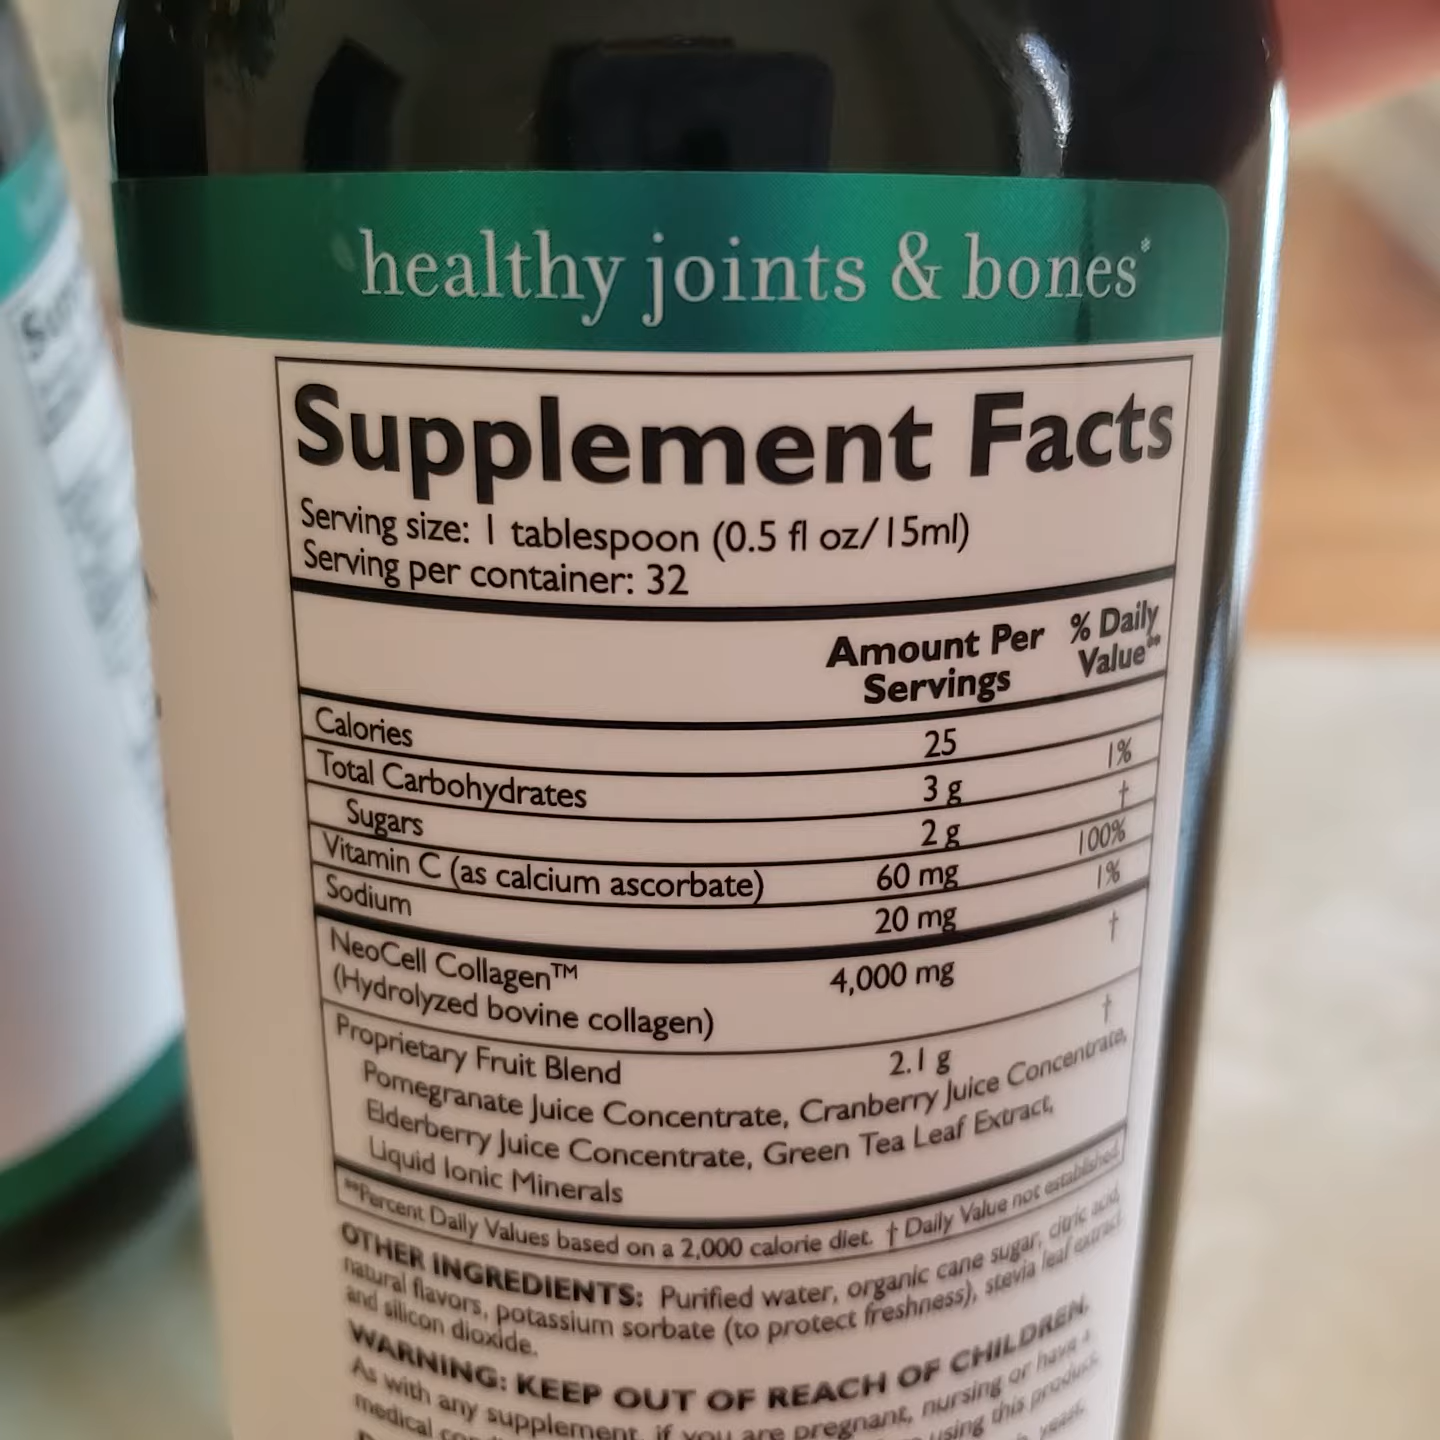 healthy joints & bones*
Supplement Facts
Serving size: 1 tablespoon (0.5 fl oz/15ml)
Serving per container: 32
Amount Per Servings % Daily Value**
Calories 25
Total Carbohydrates 3 g 1%
Sugars 2 g †
Vitamin C (as calcium ascorbate) 60 mg 100%
Sodium 20 mg 1%
NeoCell Collagen™ 4,000 mg †
(Hydrolyzed bovine collagen)
Proprietary Fruit Blend 2.1 g †
Pomegranate Juice Concentrate, Cranberry Juice Concentrate,
Elderberry Juice Concentrate, Green Tea Leaf Extract,
Liquid Ionic Minerals
**Percent Daily Values based on a 2,000 calorie diet. † Daily Value not established.
OTHER INGREDIENTS: Purified water, organic cane sugar, citric acid,
natural flavors, potassium sorbate (to protect freshness), stevia leaf extract
and silicon dioxide.
WARNING: KEEP OUT OF REACH OF CHILDREN.
As with any supplement, if you are pregnant, nursing or have a
medical using this product.
years.
Su